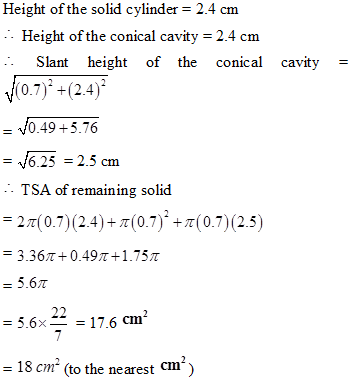 Height of the solid cylinder = 2.4 cm
∴ Height of the conical cavity = 2.4 cm
∴ Slant height of the conical cavity =
√((0.7)² + (2.4)²)
= √(0.49 + 5.76)
= √6.25 = 2.5 cm
∴ TSA of remaining solid
= 2π(0.7)(2.4) + π(0.7)² + π(0.7)(2.5)
= 3.36π + 0.49π + 1.75π
= 5.6π
= 5.6 × 22/7 = 17.6 cm²
= 18 cm² (to the nearest cm²)